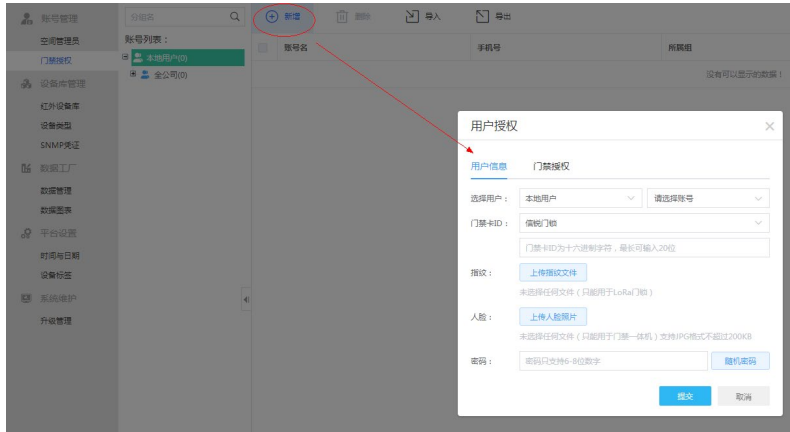 账号管理
空间管理员
门禁授权
设备库管理
红外设备库
设备类型
SNMP凭证
数据工厂
数据管理
数据图表
平台设置
时间与日期
设备标签
系统维护
升级管理
分组名
账号列表：
本地用户(0)
全公司(0)
新增 删除 导入 导出
账号名 手机号 所属组
没有可以显示的数据！
用户授权
用户信息 门禁授权
选择用户： 本地用户 请选择账号
门禁卡ID： 信锐门锁
门禁卡ID为十六进制字符，最长可输入20位
指纹： 上传指纹文件
未选择任何文件（只能用于LoRa门锁）
人脸： 上传人脸照片
未选择任何文件（只能用于门禁一体机）支持JPG格式不超过200KB
密码： 密码只支持6-8位数字 随机密码
提交 取消